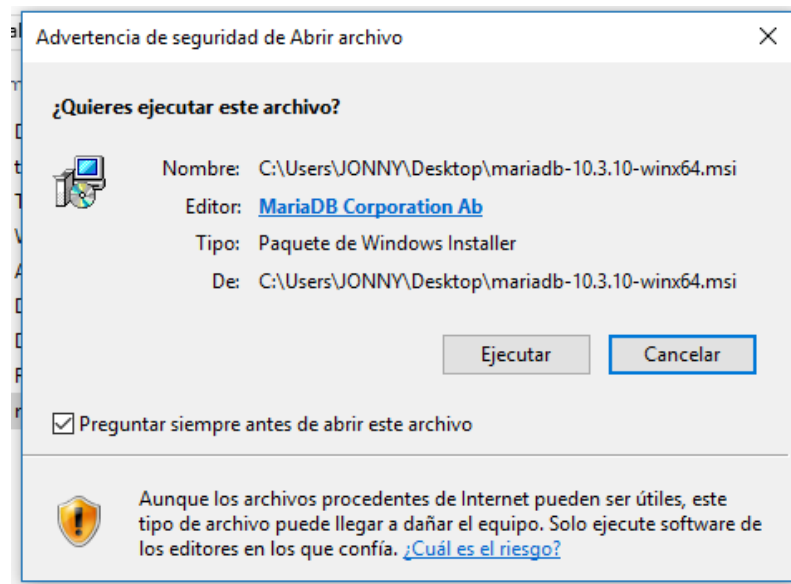 Advertencia de seguridad de Abrir archivo
¿Quieres ejecutar este archivo?
Nombre: C:\Users\JONNY\Desktop\mariadb-10.3.10-winx64.msi
Editor: MariaDB Corporation Ab
Tipo: Paquete de Windows Installer
De: C:\Users\JONNY\Desktop\mariadb-10.3.10-winx64.msi
Ejecutar Cancelar
Preguntar siempre antes de abrir este archivo
Aunque los archivos procedentes de Internet pueden ser útiles, este
tipo de archivo puede llegar a dañar el equipo. Solo ejecute software de
los editores en los que confía. ¿Cuál es el riesgo?